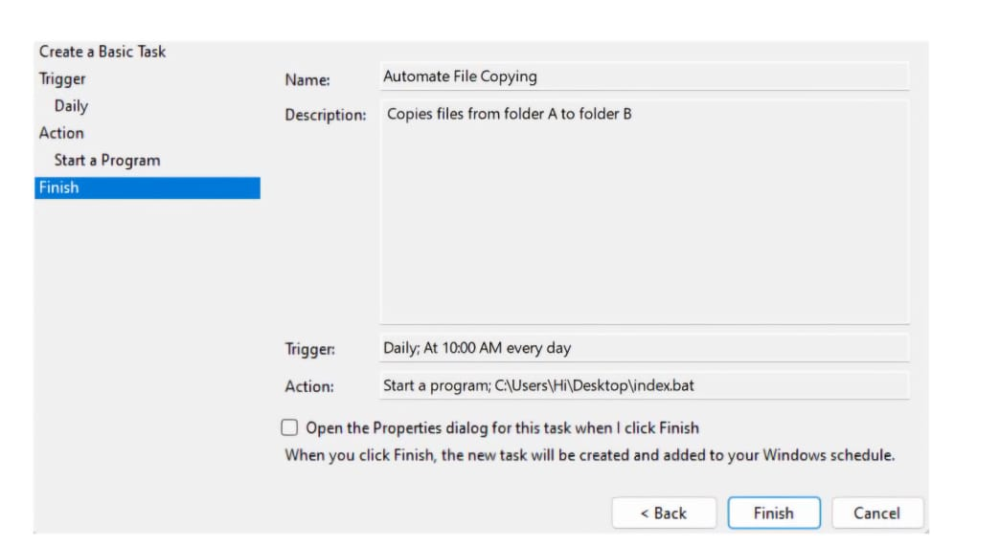 Create a Basic Task
Trigger
Daily
Action
Start a Program
Finish
Name: Automate File Copying
Description: Copies files from folder A to folder B
Trigger: Daily; At 10:00 AM every day
Action: Start a program; C:\Users\Hi\Desktop\index.bat
Open the Properties dialog for this task when I click Finish
When you click Finish, the new task will be created and added to your Windows schedule.
< Back Finish Cancel